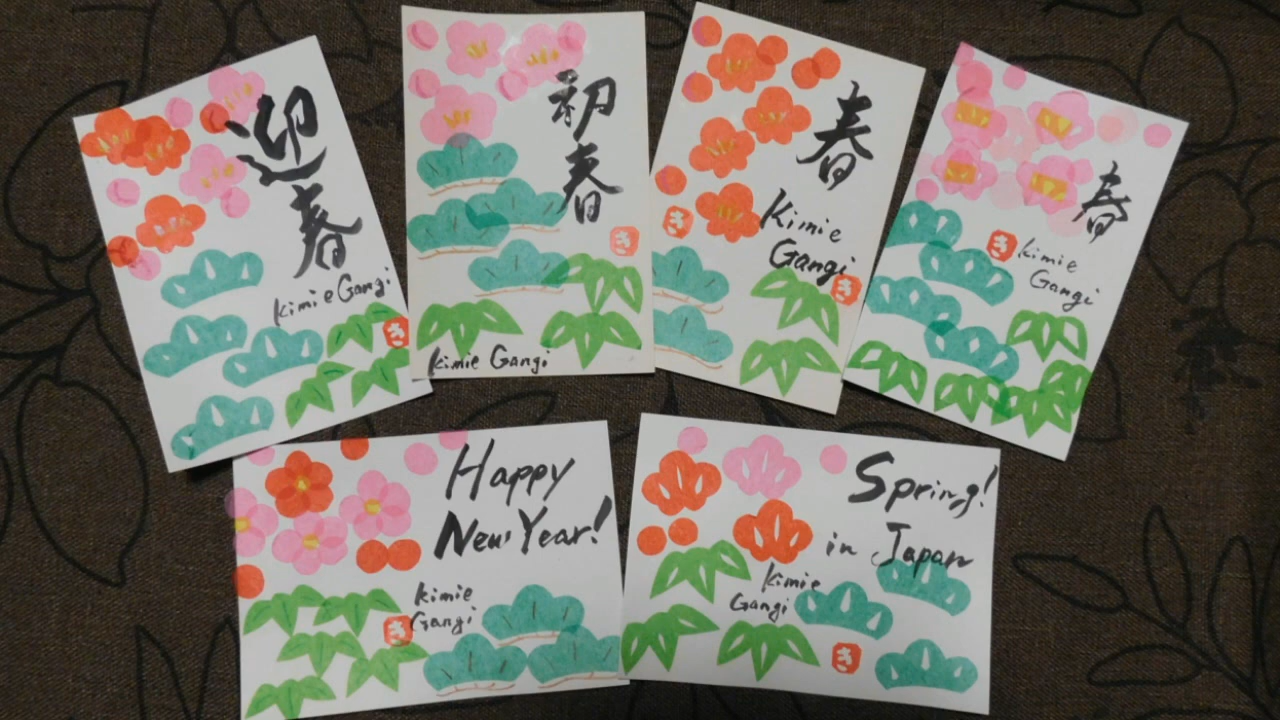 迎
春
Kimie Gangi
き
初
春
き
Kimie Gangi
春
き
Kimie
Gangi
き
春
き
Kimie
Gangi
Happy
New Year!
Kimie
き Gangi
Spring!
in Japan
Kimie
Gangi
き